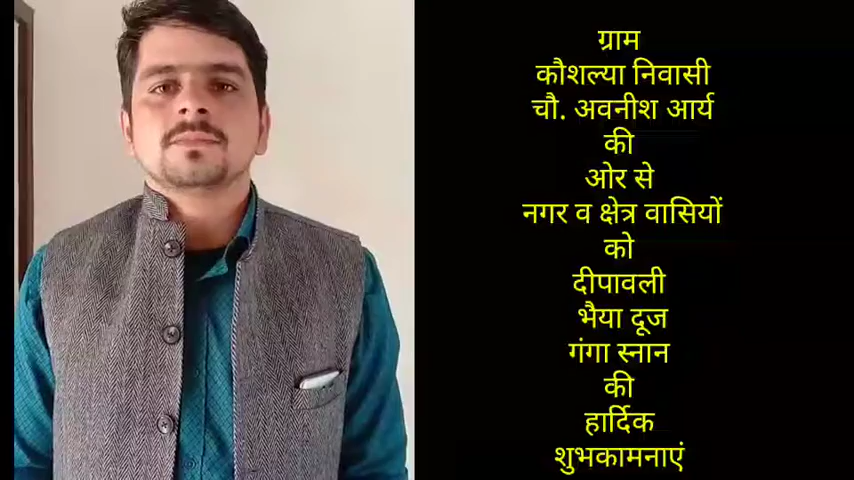 ग्राम
कौशल्या निवासी
चौ. अवनीश आर्य
की
ओर से
नगर व क्षेत्र वासियों
को
दीपावली
भैया दूज
गंगा स्नान
की
हार्दिक
शुभकामनाएं